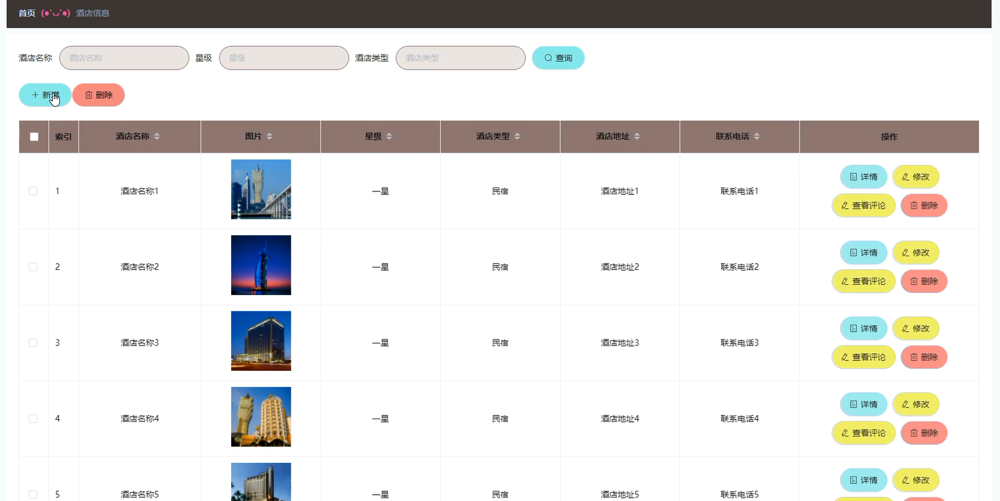 首页 (●'◡'●) 酒店信息
酒店名称 酒店名称 星级 星级 酒店类型 酒店类型 查询
新增 删除
索引 酒店名称 图片 星级 酒店类型 酒店地址 联系电话 操作
1 酒店名称1 一星 民宿 酒店地址1 联系电话1 详情 修改
查看评论 删除
2 酒店名称2 一星 民宿 酒店地址2 联系电话2 详情 修改
查看评论 删除
3 酒店名称3 一星 民宿 酒店地址3 联系电话3 详情 修改
查看评论 删除
4 酒店名称4 一星 民宿 酒店地址4 联系电话4 详情 修改
查看评论 删除
5 酒店名称5 一星 民宿 酒店地址5 联系电话5 详情 修改